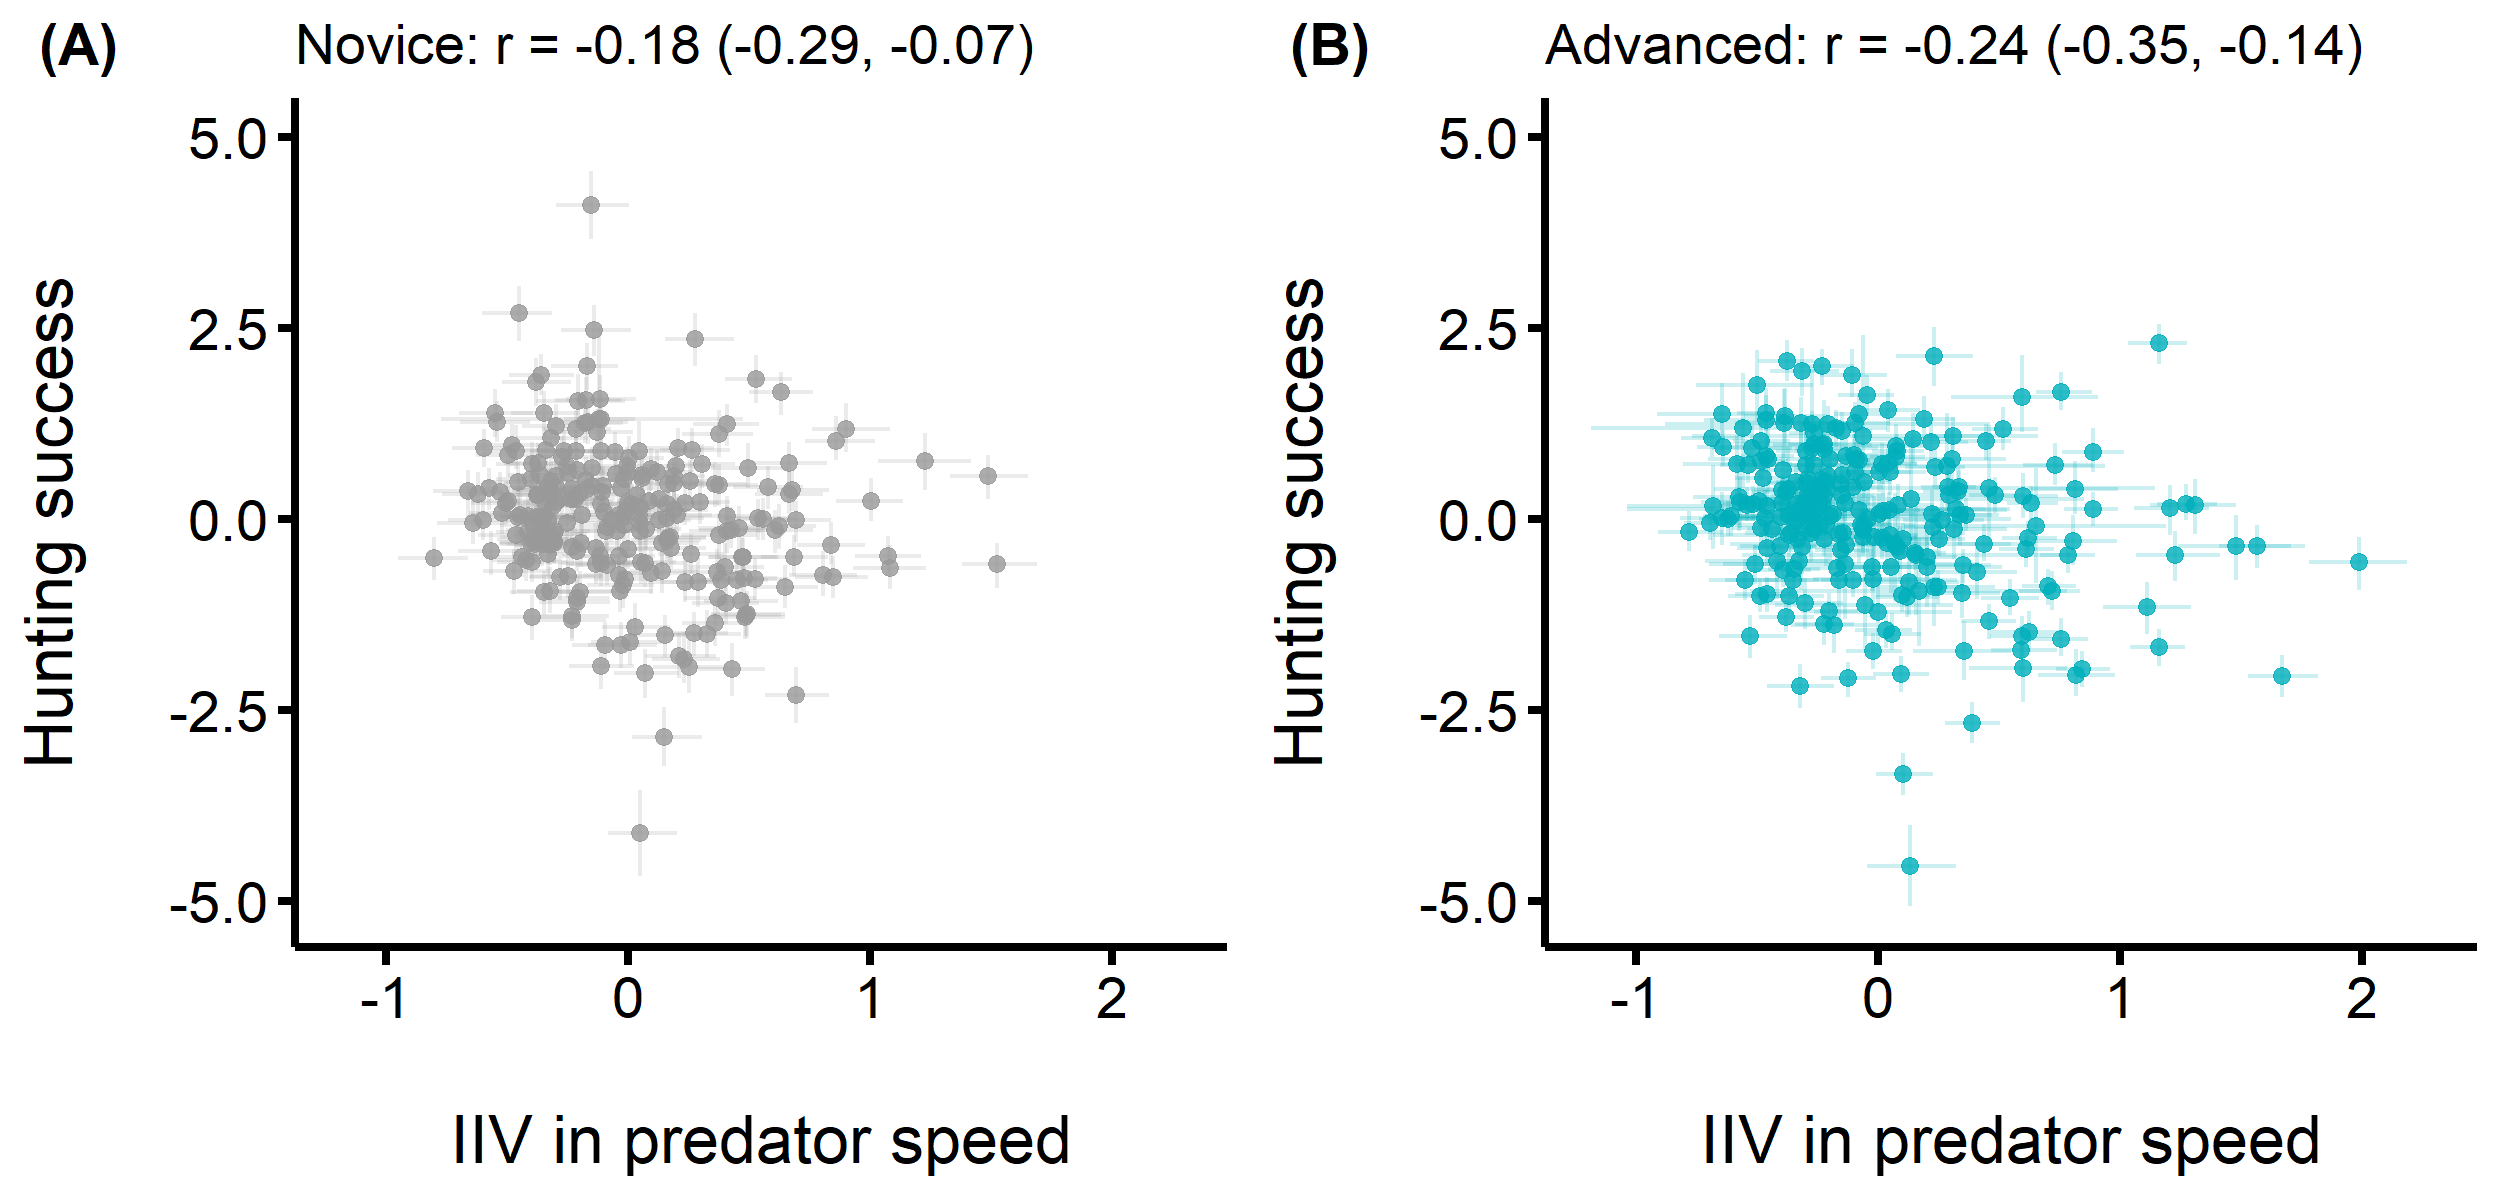 (A) Novice: r = -0.18 (-0.29, -0.07)
5.0
2.5
0.0
-2.5
-5.0
Hunting success
-1 0 1 2
IIV in predator speed
(B) Advanced: r = -0.24 (-0.35, -0.14)
5.0
2.5
0.0
-2.5
-5.0
Hunting success
-1 0 1 2
IIV in predator speed